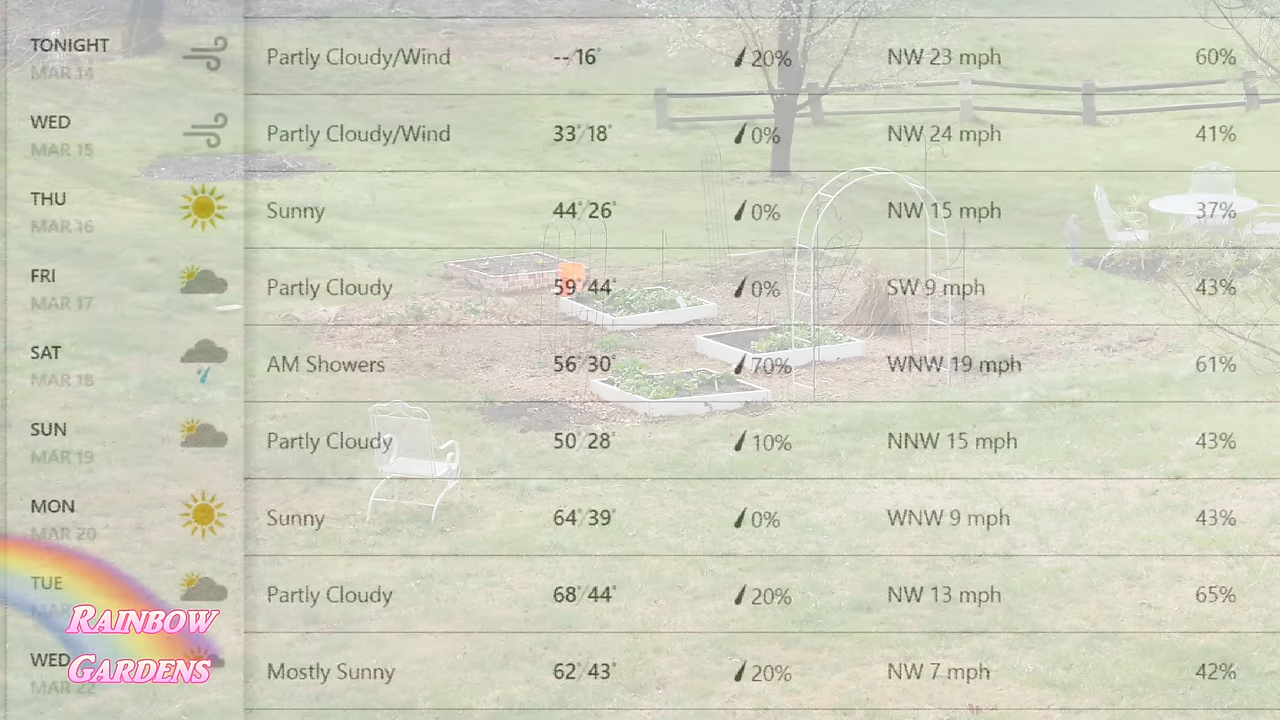 TONIGHT Partly Cloudy/Wind --/16° 20% NW 23 mph 60%
MAR 14
WED Partly Cloudy/Wind 33°/18° 0% NW 24 mph 41%
MAR 15
THU Sunny 44°/26° 0% NW 15 mph 37%
MAR 16
FRI Partly Cloudy 59°/44° 0% SW 9 mph 43%
MAR 17
SAT AM Showers 56°/30° 70% WNW 19 mph 61%
MAR 18
SUN Partly Cloudy 50°/28° 10% NNW 15 mph 43%
MAR 19
MON Sunny 64°/39° 0% WNW 9 mph 43%
MAR 20
TUE Partly Cloudy 68°/44° 20% NW 13 mph 65%
MAR
RAINBOW
WED Mostly Sunny 62°/43° 20% NW 7 mph 42%
GARDENS
MAR 22